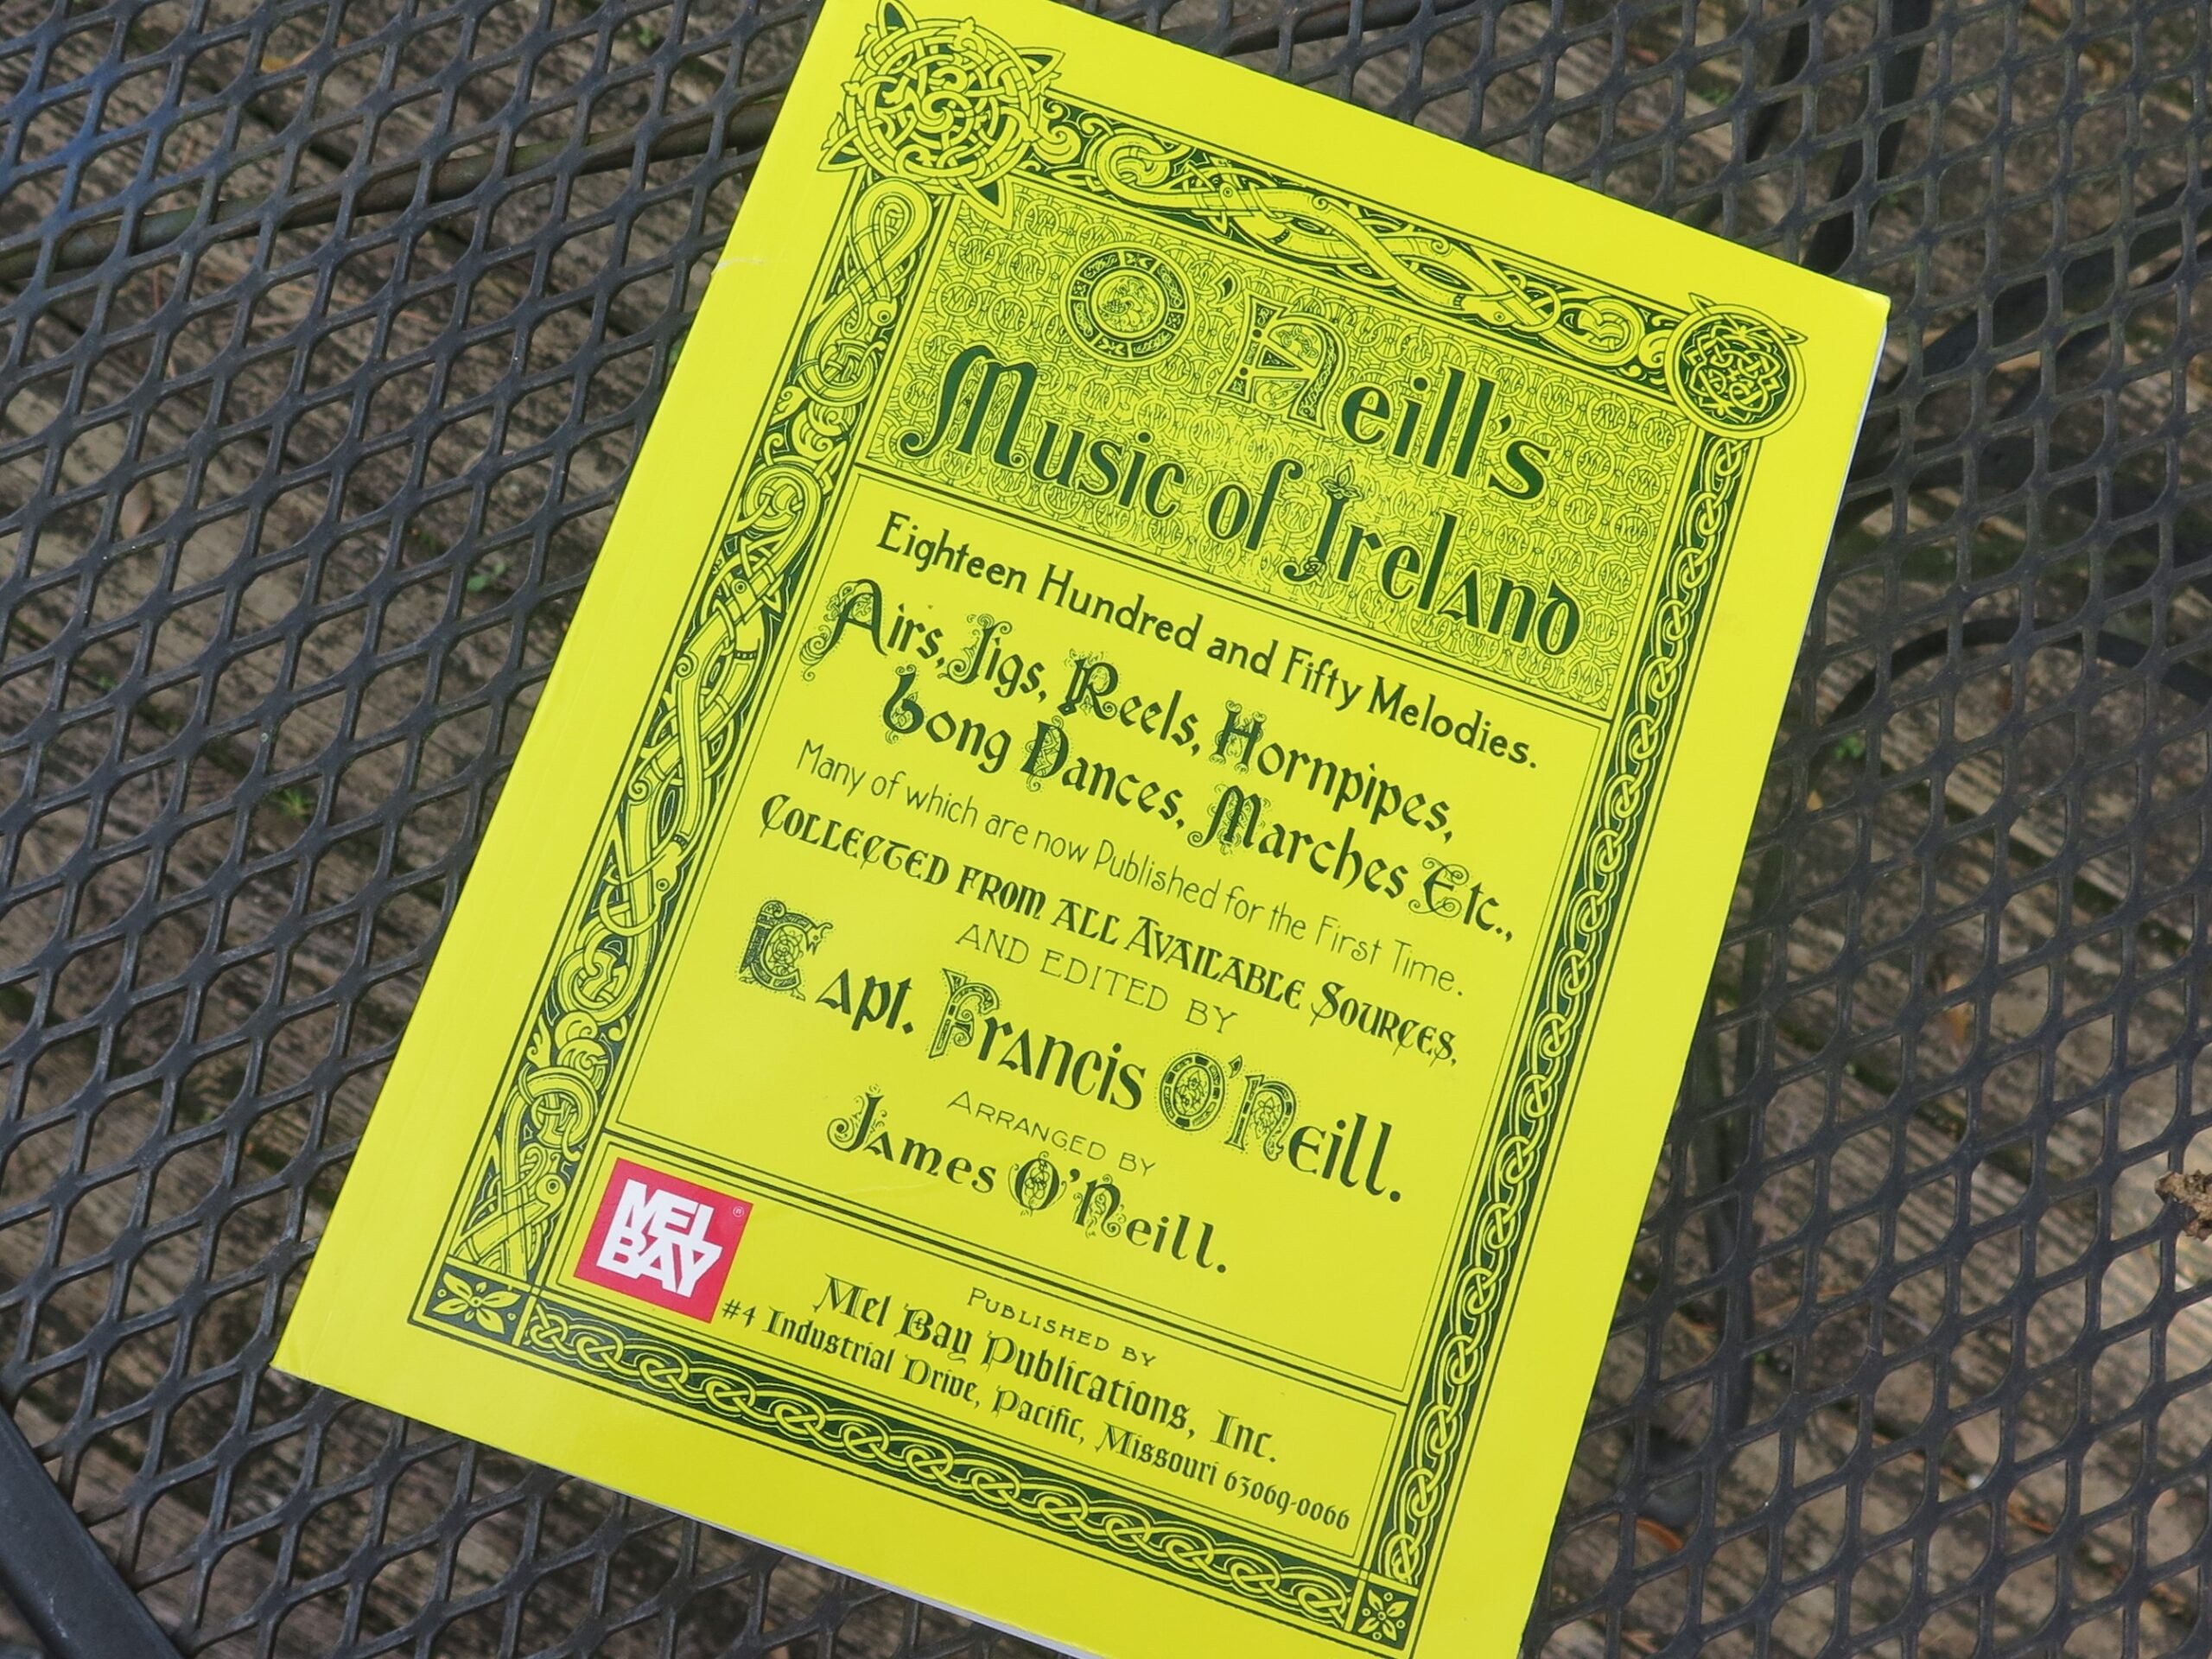 O'Neill's
Music of Ireland
Eighteen Hundred and Fifty Melodies.
Airs, Jigs, Reels, Hornpipes,
Long Dances, Marches Etc.,
Many of which are now Published for the First Time.
COLLECTED FROM ALL AVAILABLE SOURCES,
AND EDITED BY
Capt. Francis O'Neill.
ARRANGED BY
James O'Neill.
MEL
BAY
®
PUBLISHED BY
Mel Bay Publications, Inc.
#4 Industrial Drive, Pacific, Missouri 63069-0066